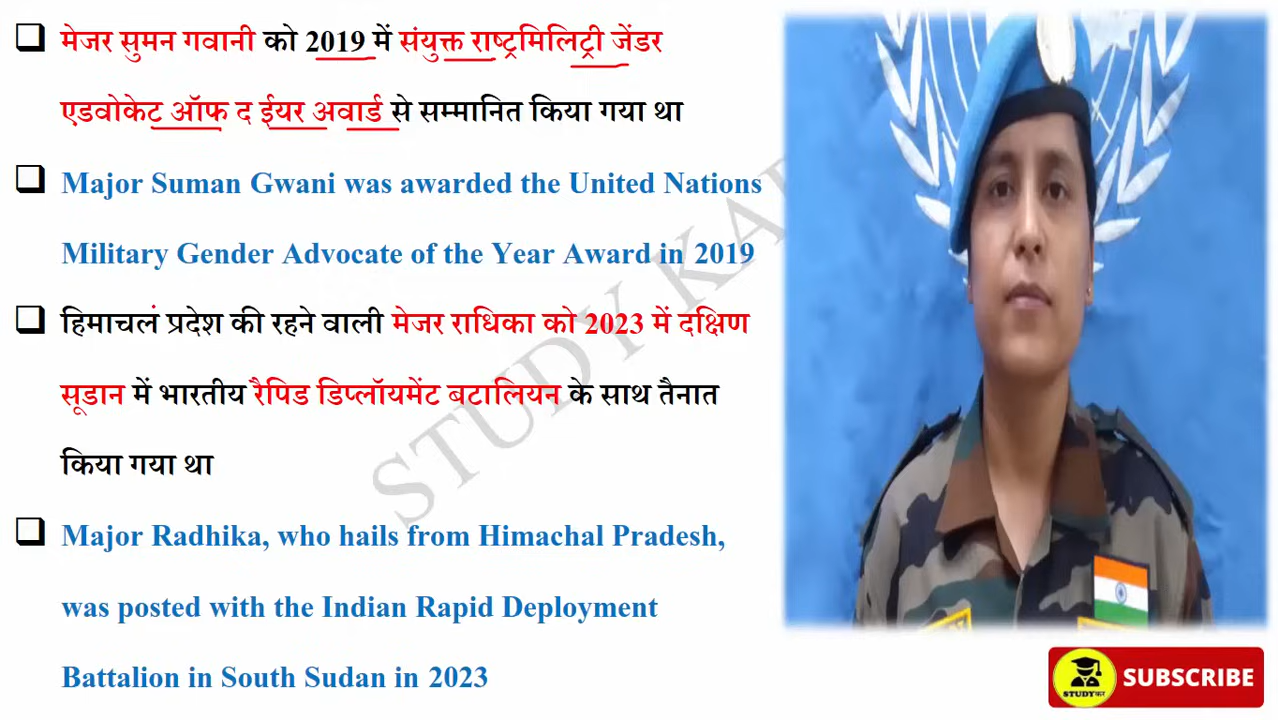 मेजर सुमन गवानी को 2019 में संयुक्त राष्ट्रमिलिट्री जेंडर
एडवोकेट ऑफ द ईयर अवार्ड से सम्मानित किया गया था
Major Suman Gwani was awarded the United Nations
Military Gender Advocate of the Year Award in 2019
हिमाचलं प्रदेश की रहने वाली मेजर राधिका को 2023 में दक्षिण
सूडान में भारतीय रैपिड डिप्लॉयमेंट बटालियन के साथ तैनात
किया गया था
Major Radhika, who hails from Himachal Pradesh,
was posted with the Indian Rapid Deployment
Battalion in South Sudan in 2023
STUDY KAR
STUDYकर
SUBSCRIBE